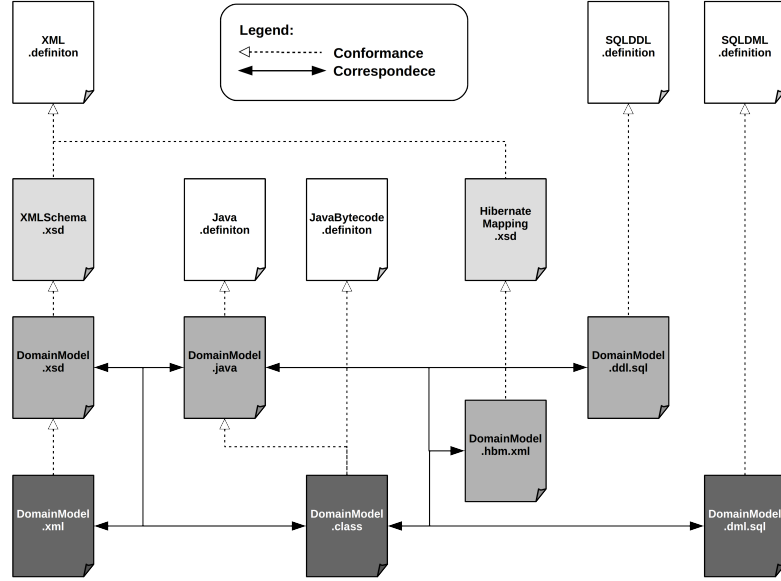 XML
.definiton
Legend:
Conformance
Correspondece
SQLDDL
.definition
SQLDML
.definition
XMLSchema
.xsd
Java
.definiton
JavaBytecode
.definiton
Hibernate
Mapping
.xsd
DomainModel
.xsd
DomainModel
.java
DomainModel
.ddl.sql
DomainModel
.hbm.xml
DomainModel
.xml
DomainModel
.class
DomainModel
.dml.sql